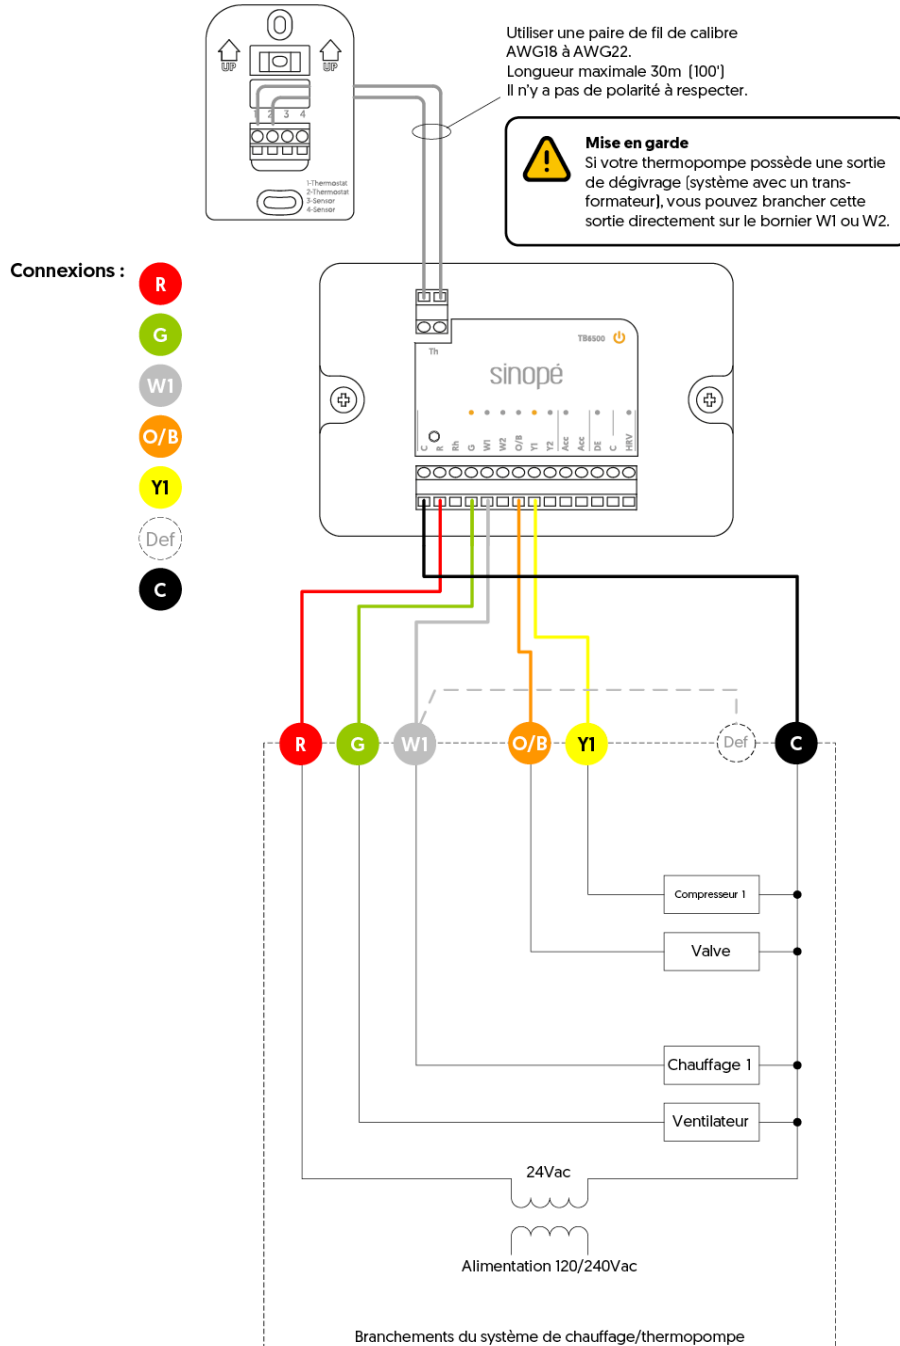 Utiliser une paire de fil de calibre
AWG18 à AWG22.
Longueur maximale 30m (100')
Il n'y a pas de polarité à respecter.
UP
UP
1 2 3 4
1-Thermostat
2-Thermostat
3-Sensor
4-Sensor
Mise en garde
Si votre thermopompe possède une sortie
de dégivrage (système avec un trans-
formateur), vous pouvez brancher cette
sortie directement sur le bornier W1 ou W2.
Connexions :
R
G
W1
O/B
Y1
Def
C
Th
TB6500
sinopé
C
R
Rh
G
W1
W2
O/B
Y1
Y2
Acc
Acc
DE
C
HRV
R
G
W1
O/B
Y1
Def
C
Compresseur 1
Valve
Chauffage 1
Ventilateur
24Vac
Alimentation 120/240Vac
Branchements du système de chauffage/thermopompe